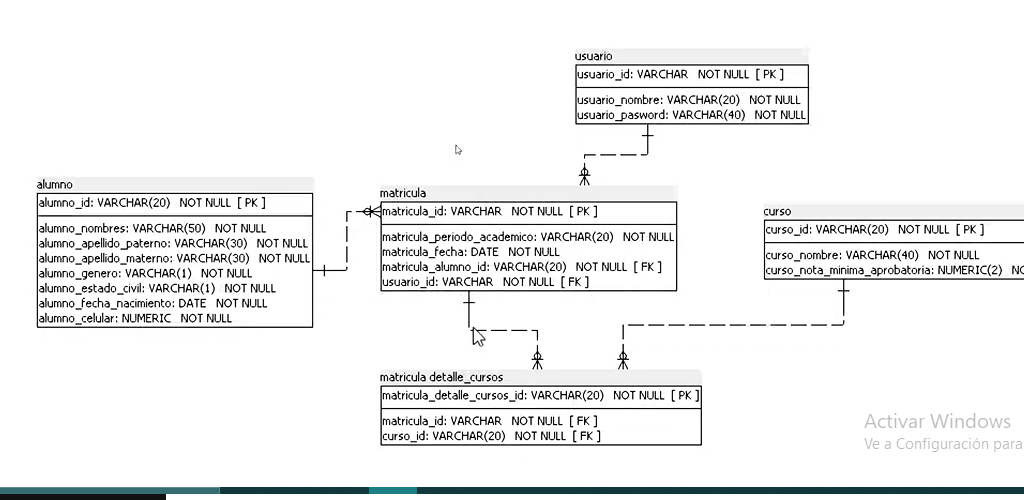 usuario
usuario_id: VARCHAR NOT NULL [ PK ]
usuario_nombre: VARCHAR(20) NOT NULL
usuario_pasword: VARCHAR(40) NOT NULL
alumno
alumno_id: VARCHAR(20) NOT NULL [ PK ]
alumno_nombres: VARCHAR(50) NOT NULL
alumno_apellido_paterno: VARCHAR(30) NOT NULL
alumno_apellido_materno: VARCHAR(30) NOT NULL
alumno_genero: VARCHAR(1) NOT NULL
alumno_estado_civil: VARCHAR(1) NOT NULL
alumno_fecha_nacimiento: DATE NOT NULL
alumno_celular: NUMERIC NOT NULL
matricula
matricula_id: VARCHAR NOT NULL [ PK ]
matricula_periodo_academico: VARCHAR(20) NOT NULL
matricula_fecha: DATE NOT NULL
matricula_alumno_id: VARCHAR(20) NOT NULL [ FK ]
usuario_id: VARCHAR NOT NULL [ FK ]
curso
curso_id: VARCHAR(20) NOT NULL [ PK ]
curso_nombre: VARCHAR(40) NOT NULL
curso_nota_minima_aprobatoria: NUMERIC(2) NO
matricula detalle_cursos
matricula_detalle_cursos_id: VARCHAR(20) NOT NULL [ PK ]
matricula_id: VARCHAR NOT NULL [ FK ]
curso_id: VARCHAR(20) NOT NULL [ FK ]
Activar Windows
Ve a Configuración para